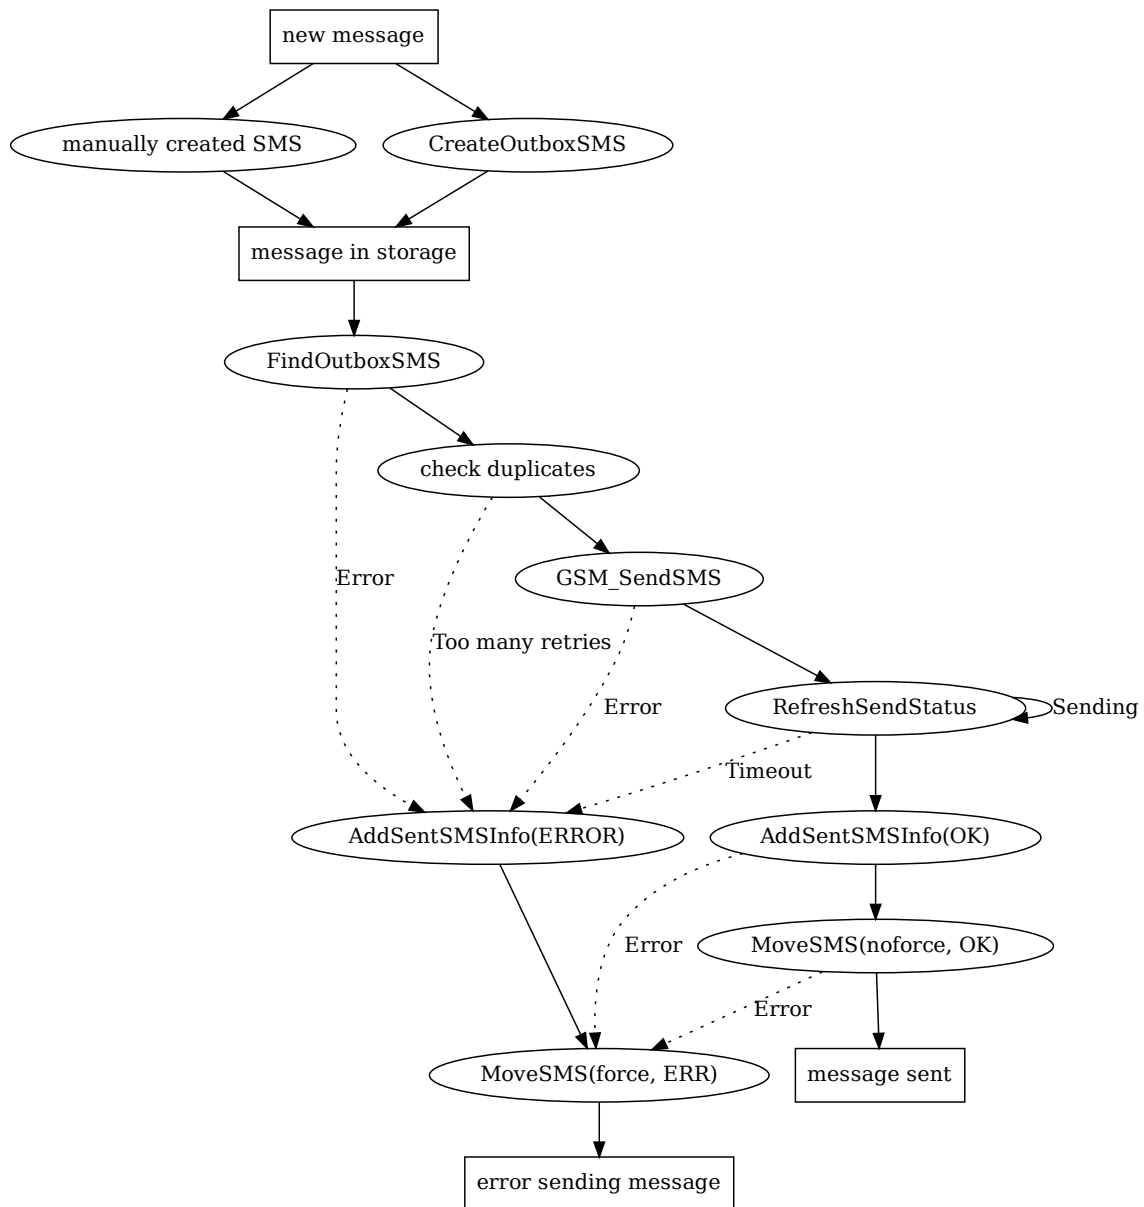 new message
manually created SMS
CreateOutboxSMS
message in storage
FindOutboxSMS
check duplicates
GSM_SendSMS
Error
Too many retries
Error
RefreshSendStatus
Sending
Timeout
AddSentSMSInfo(ERROR)
AddSentSMSInfo(OK)
Error
MoveSMS(noforce, OK)
Error
MoveSMS(force, ERR)
message sent
error sending message